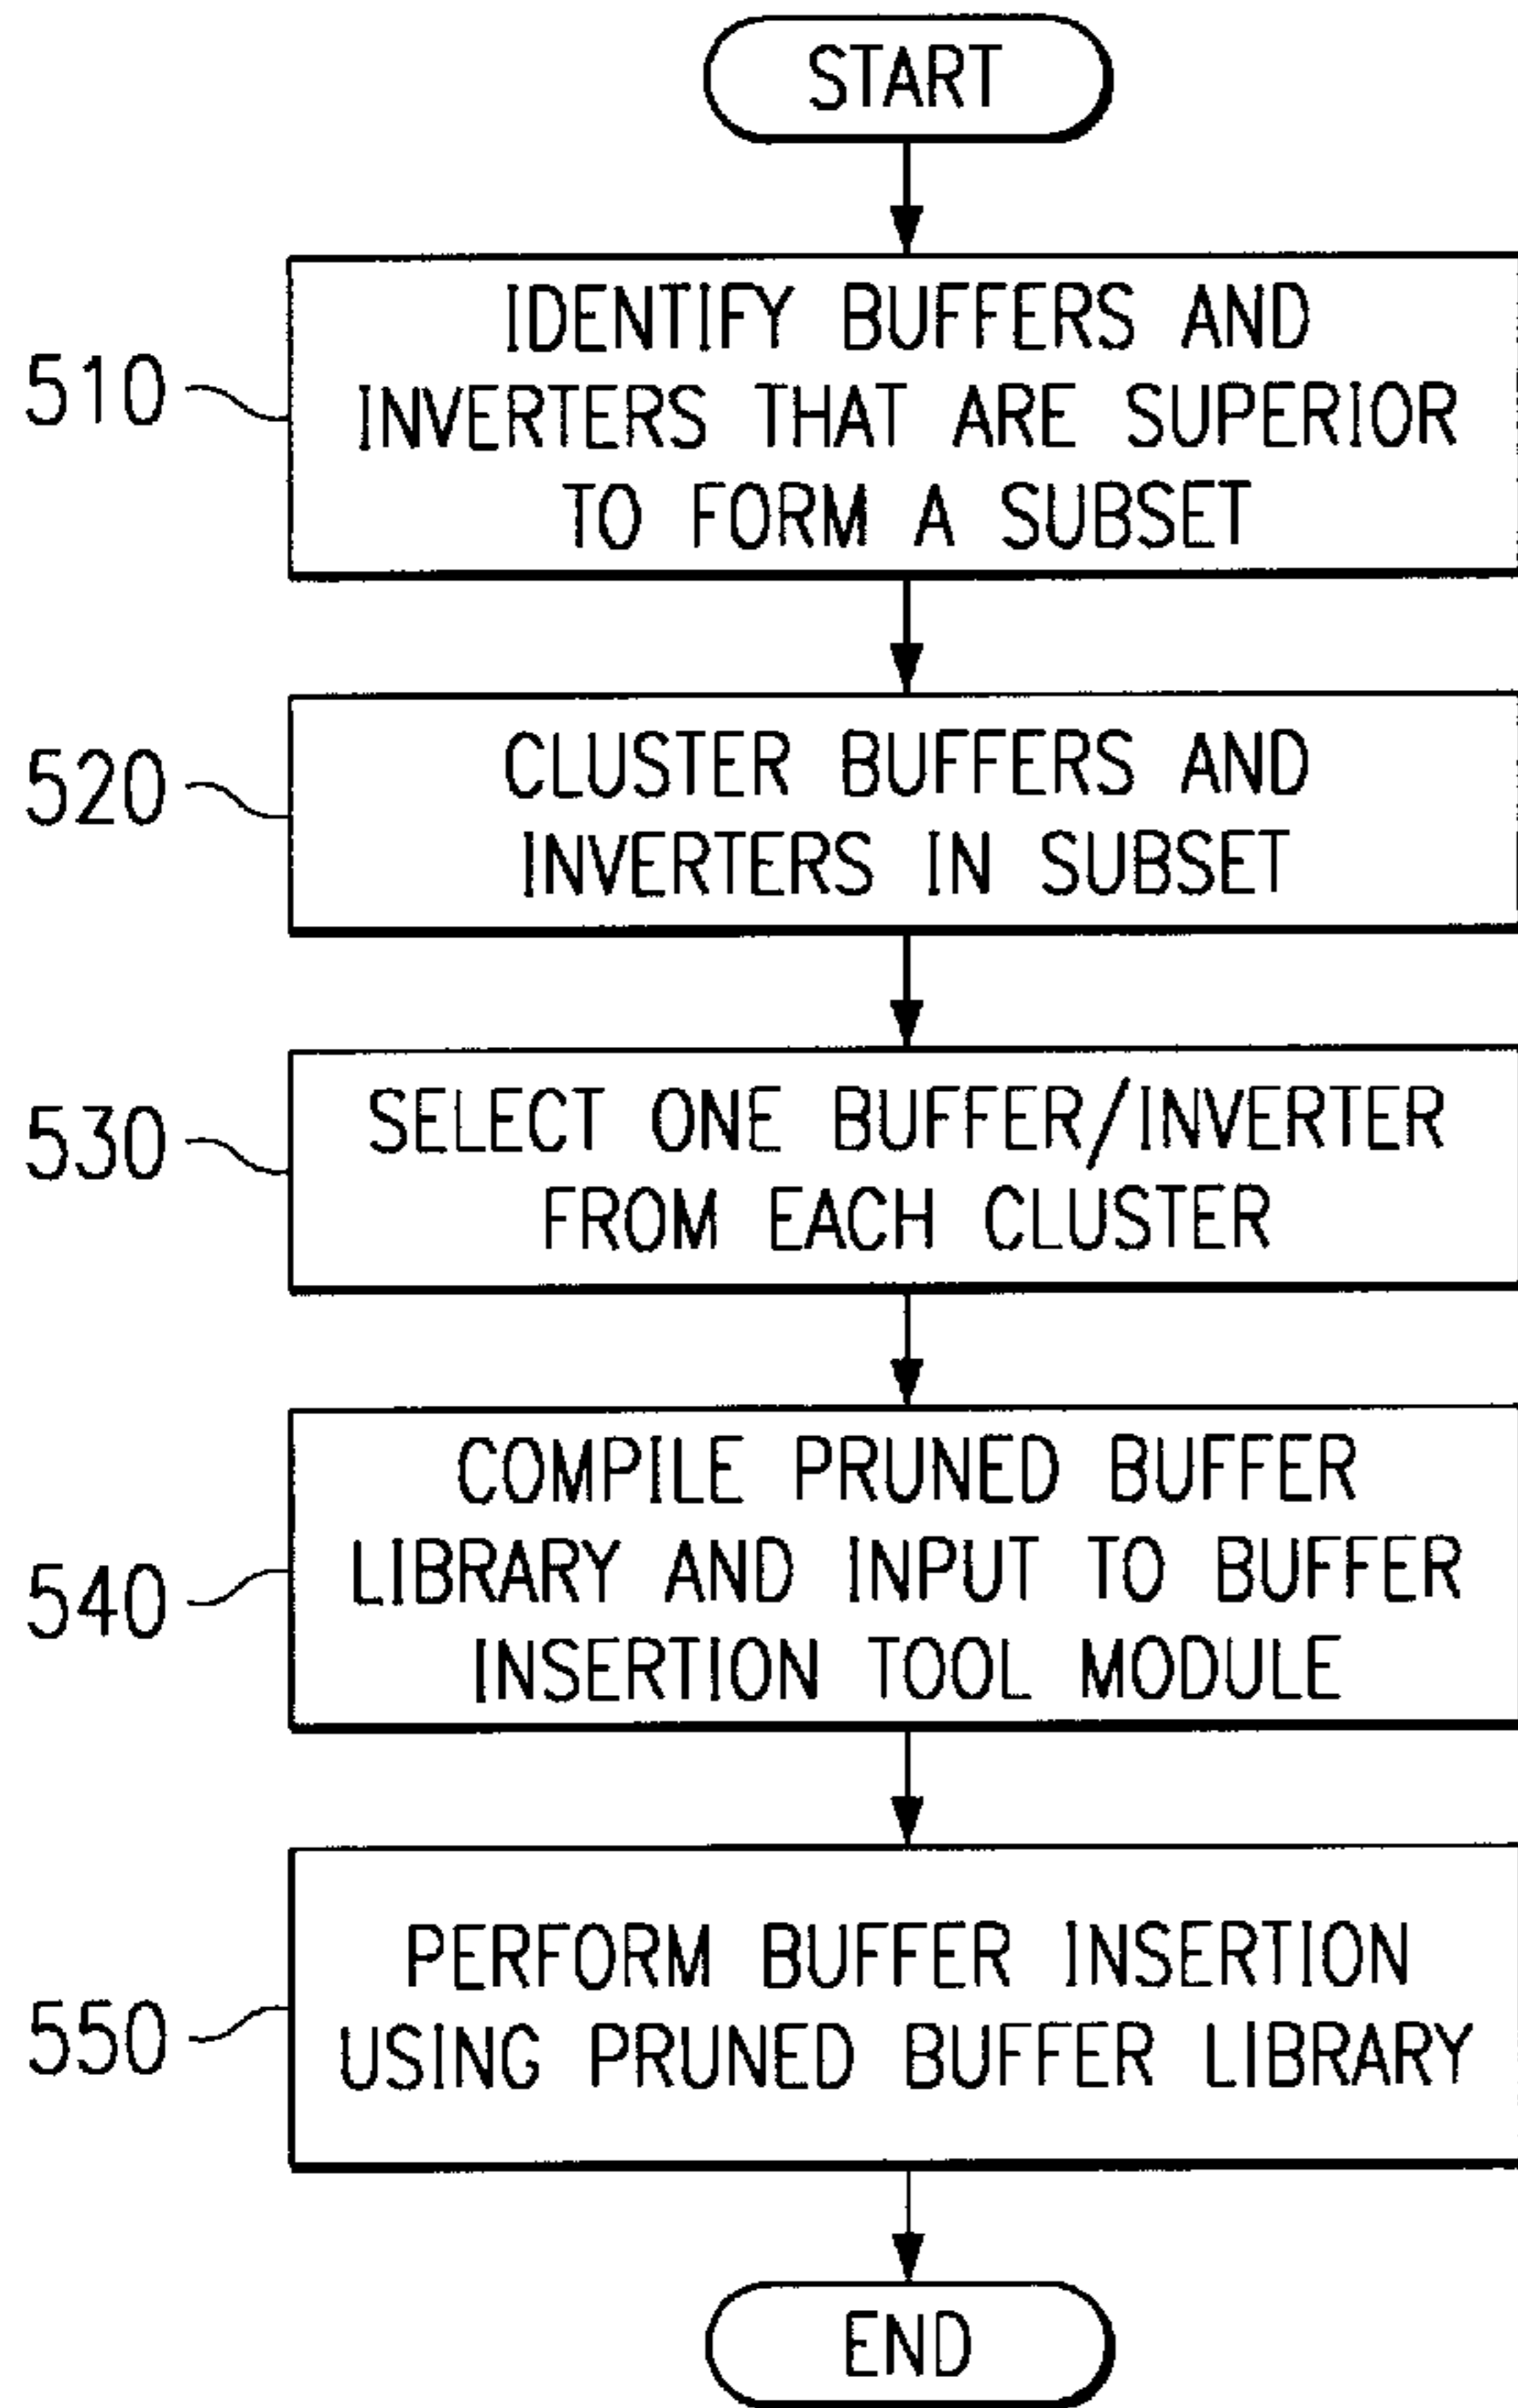 START
510
IDENTIFY BUFFERS AND
INVERTERS THAT ARE SUPERIOR
TO FORM A SUBSET
520
CLUSTER BUFFERS AND
INVERTERS IN SUBSET
530
SELECT ONE BUFFER/INVERTER
FROM EACH CLUSTER
540
COMPILE PRUNED BUFFER
LIBRARY AND INPUT TO BUFFER
INSERTION TOOL MODULE
550
PERFORM BUFFER INSERTION
USING PRUNED BUFFER LIBRARY
END